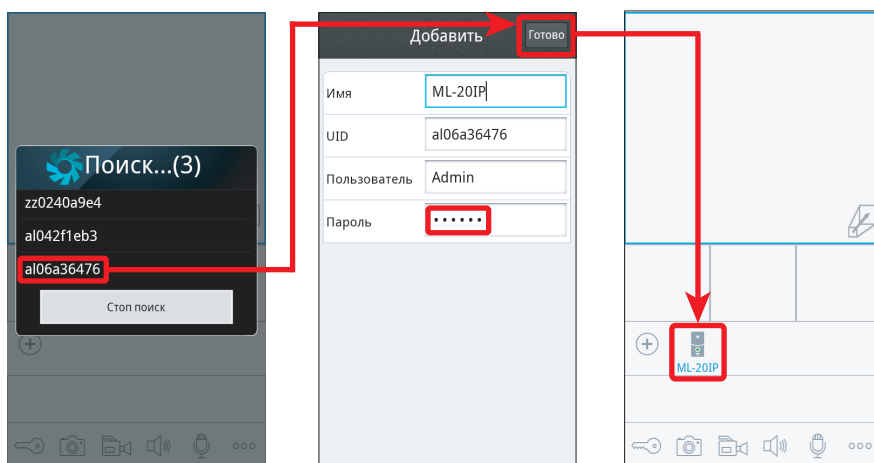 Поиск...(3)
zz0240a9e4
al042f1eb3
al06a36476
Стоп поиск
Добавить
Готово
Имя
ML-20IP
UID
al06a36476
Пользователь
Admin
Пароль
••••••
ML-20IP